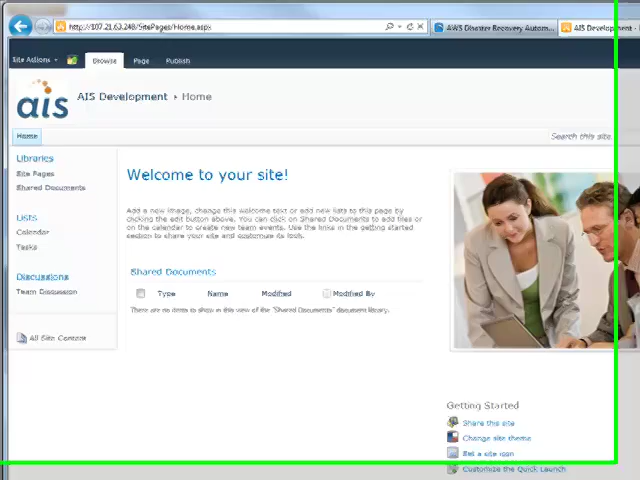 http://107.21.63.248/SitePages/Home.aspx
AWS Disaster Recovery Autom...
AIS Development -
Site Actions
Browse
Page
Publish
ais
AIS Development ▸ Home
Home
Search this site.
Libraries
Site Pages
Shared Documents
Lists
Calendar
Tasks
Discussions
Team Discussion
All Site Content
Welcome to your site!
Add a new image, change this welcome text or add new lists to this page by
clicking the edit button above. You can click on Shared Documents to add files or
on the calendar to create new team events. Use the links in the getting started
section to share your site and customize its look.
Shared Documents
Type Name Modified Modified By
There are no items to show in this view of the "Shared Documents" document library.
Getting Started
Share this site
Change site theme
Set a site icon
Customize the Quick Launch